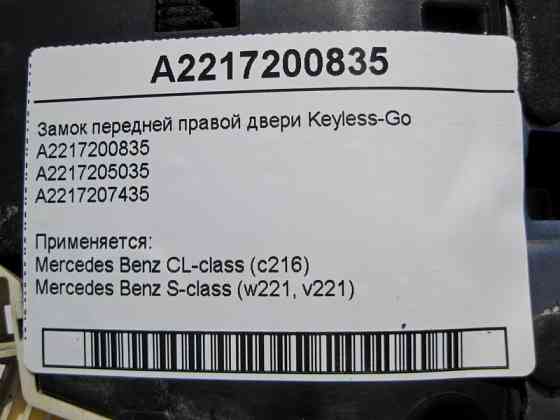 A2217200835
Замок передней правой двери Keyless-Go
A2217200835
A2217205035
A2217207435
Применяется:
Mercedes Benz CL-class (c216)
Mercedes Benz S-class (w221, v221)